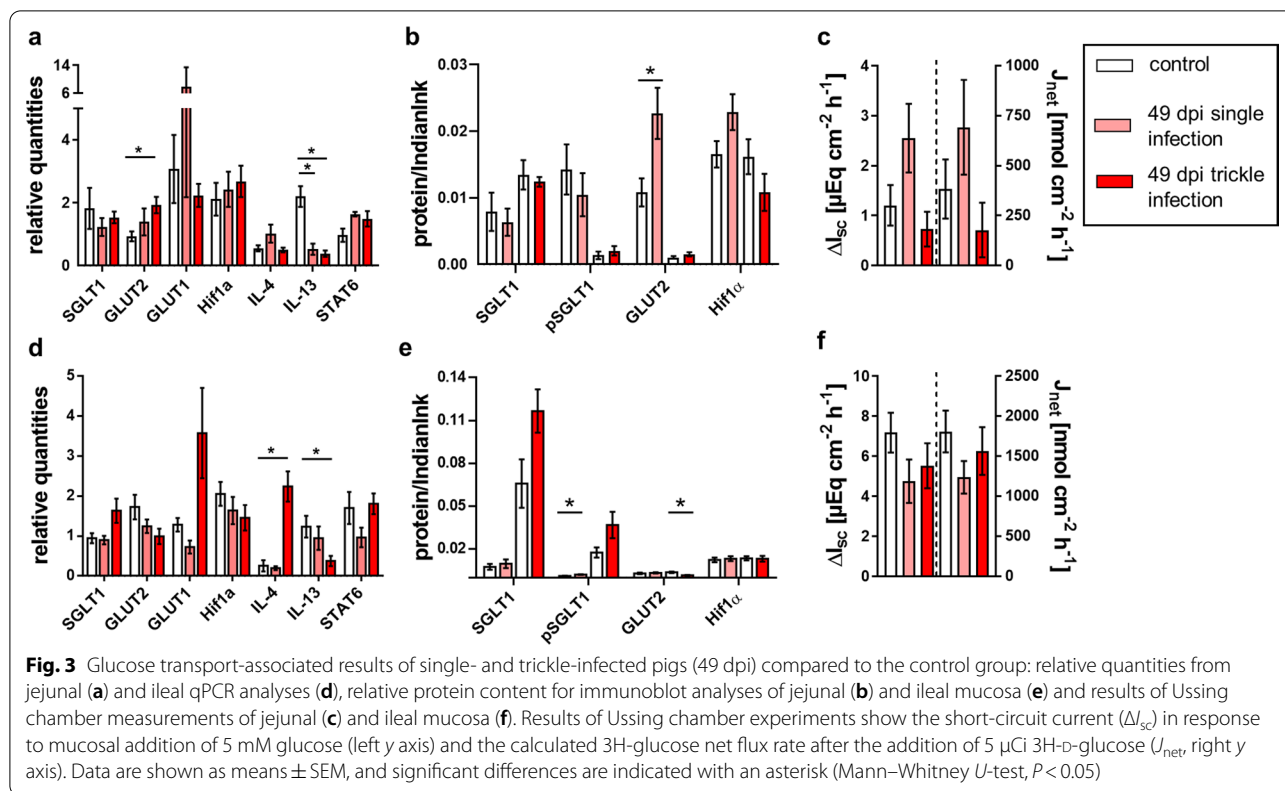 a
relative quantities
14
6
4
2
0
*
*
*
SGLT1
GLUT2
GLUT1
Hif1a
IL-4
IL-13
STAT6
b
protein/IndianInk
0.03
0.02
0.01
0.00
*
SGLT1
pSGLT1
GLUT2
Hif1α
c
ΔIsc [µEq cm-2 h-1]
4
3
2
1
0
1000
750
500
250
0
Jnet [nmol cm-2 h-1]
control
49 dpi single
infection
49 dpi trickle
infection
d
relative quantities
5
4
3
2
1
0
*
*
SGLT1
GLUT2
GLUT1
Hif1a
IL-4
IL-13
STAT6
e
protein/IndianInk
0.14
0.11
0.08
0.05
0.02
*
*
SGLT1
pSGLT1
GLUT2
Hif1α
f
ΔIsc [µEq cm-2 h-1]
10
8
6
4
2
0
2500
2000
1500
1000
500
0
Jnet [nmol cm-2 h-1]
Fig. 3 Glucose transport-associated results of single- and trickle-infected pigs (49 dpi) compared to the control group: relative quantities from
jejunal (a) and ileal qPCR analyses (d), relative protein content for immunoblot analyses of jejunal (b) and ileal mucosa (e) and results of Ussing
chamber measurements of jejunal (c) and ileal mucosa (f). Results of Ussing chamber experiments show the short-circuit current (ΔIsc) in response
to mucosal addition of 5 mM glucose (left y axis) and the calculated 3H-glucose net flux rate after the addition of 5 µCi 3H-D-glucose (Jnet, right y
axis). Data are shown as means ± SEM, and significant differences are indicated with an asterisk (Mann–Whitney U-test, P < 0.05)